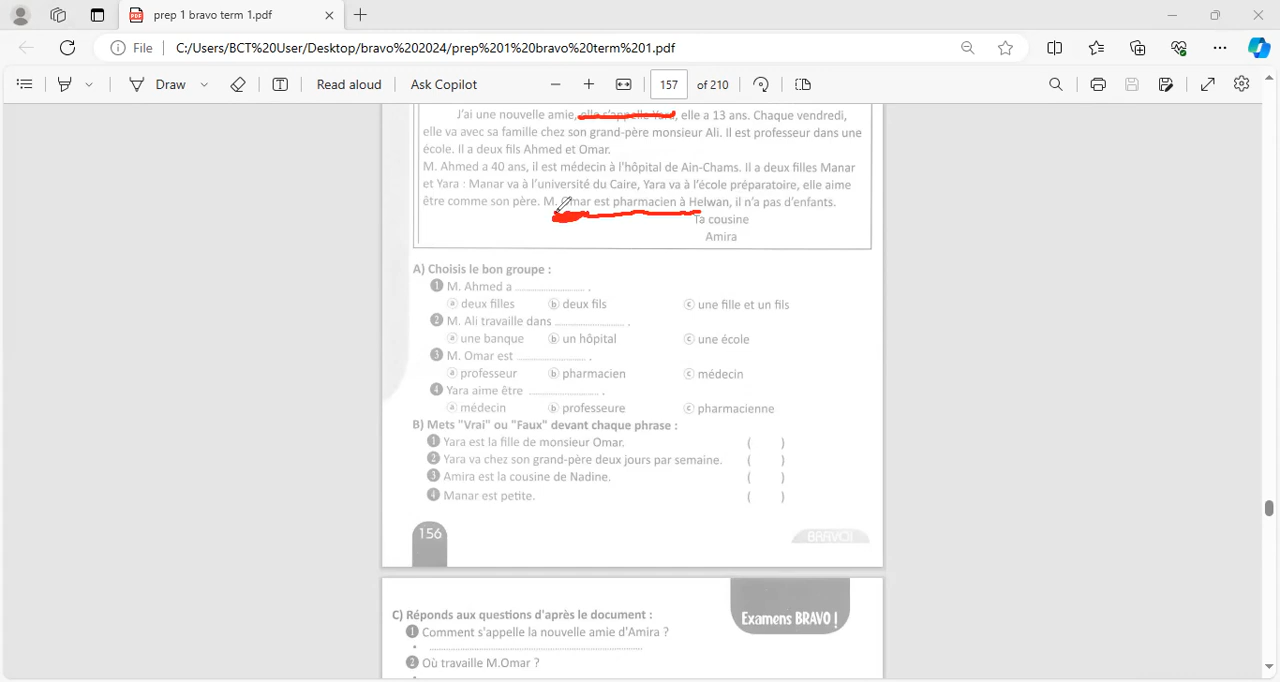 prep 1 bravo term 1.pdf
File
C:/Users/BCT%20User/Desktop/bravo%202024/prep%201%20bravo%20term%201.pdf
Draw
Read aloud
Ask Copilot
157 of 210
J'ai une nouvelle amie, elle s'appelle Yara, elle a 13 ans. Chaque vendredi,
elle va avec sa famille chez son grand-père monsieur Ali. Il est professeur dans une
école. Il a deux fils Ahmed et Omar.
M. Ahmed a 40 ans, il est médecin à l'hôpital de Ain-Chams. Il a deux filles Manar
et Yara : Manar va à l'université du Caire, Yara va à l'école préparatoire, elle aime
être comme son père. M. Omar est pharmacien à Helwan, il n'a pas d'enfants.
Ta cousine
Amira
A) Choisis le bon groupe :
1 M. Ahmed a .......................... .
a deux filles b deux fils c une fille et un fils
2 M. Ali travaille dans .......................... .
a une banque b un hôpital c une école
3 M. Omar est .......................... .
a professeur b pharmacien c médecin
4 Yara aime être .......................... .
a médecin b professeure c pharmacienne
B) Mets "Vrai" ou "Faux" devant chaque phrase :
1 Yara est la fille de monsieur Omar. ( )
2 Yara va chez son grand-père deux jours par semaine. ( )
3 Amira est la cousine de Nadine. ( )
4 Manar est petite. ( )
156
BRAVO!
Examens BRAVO !
C) Réponds aux questions d'après le document :
1 Comment s'appelle la nouvelle amie d'Amira ?
• ..........................................................
2 Où travaille M.Omar ?